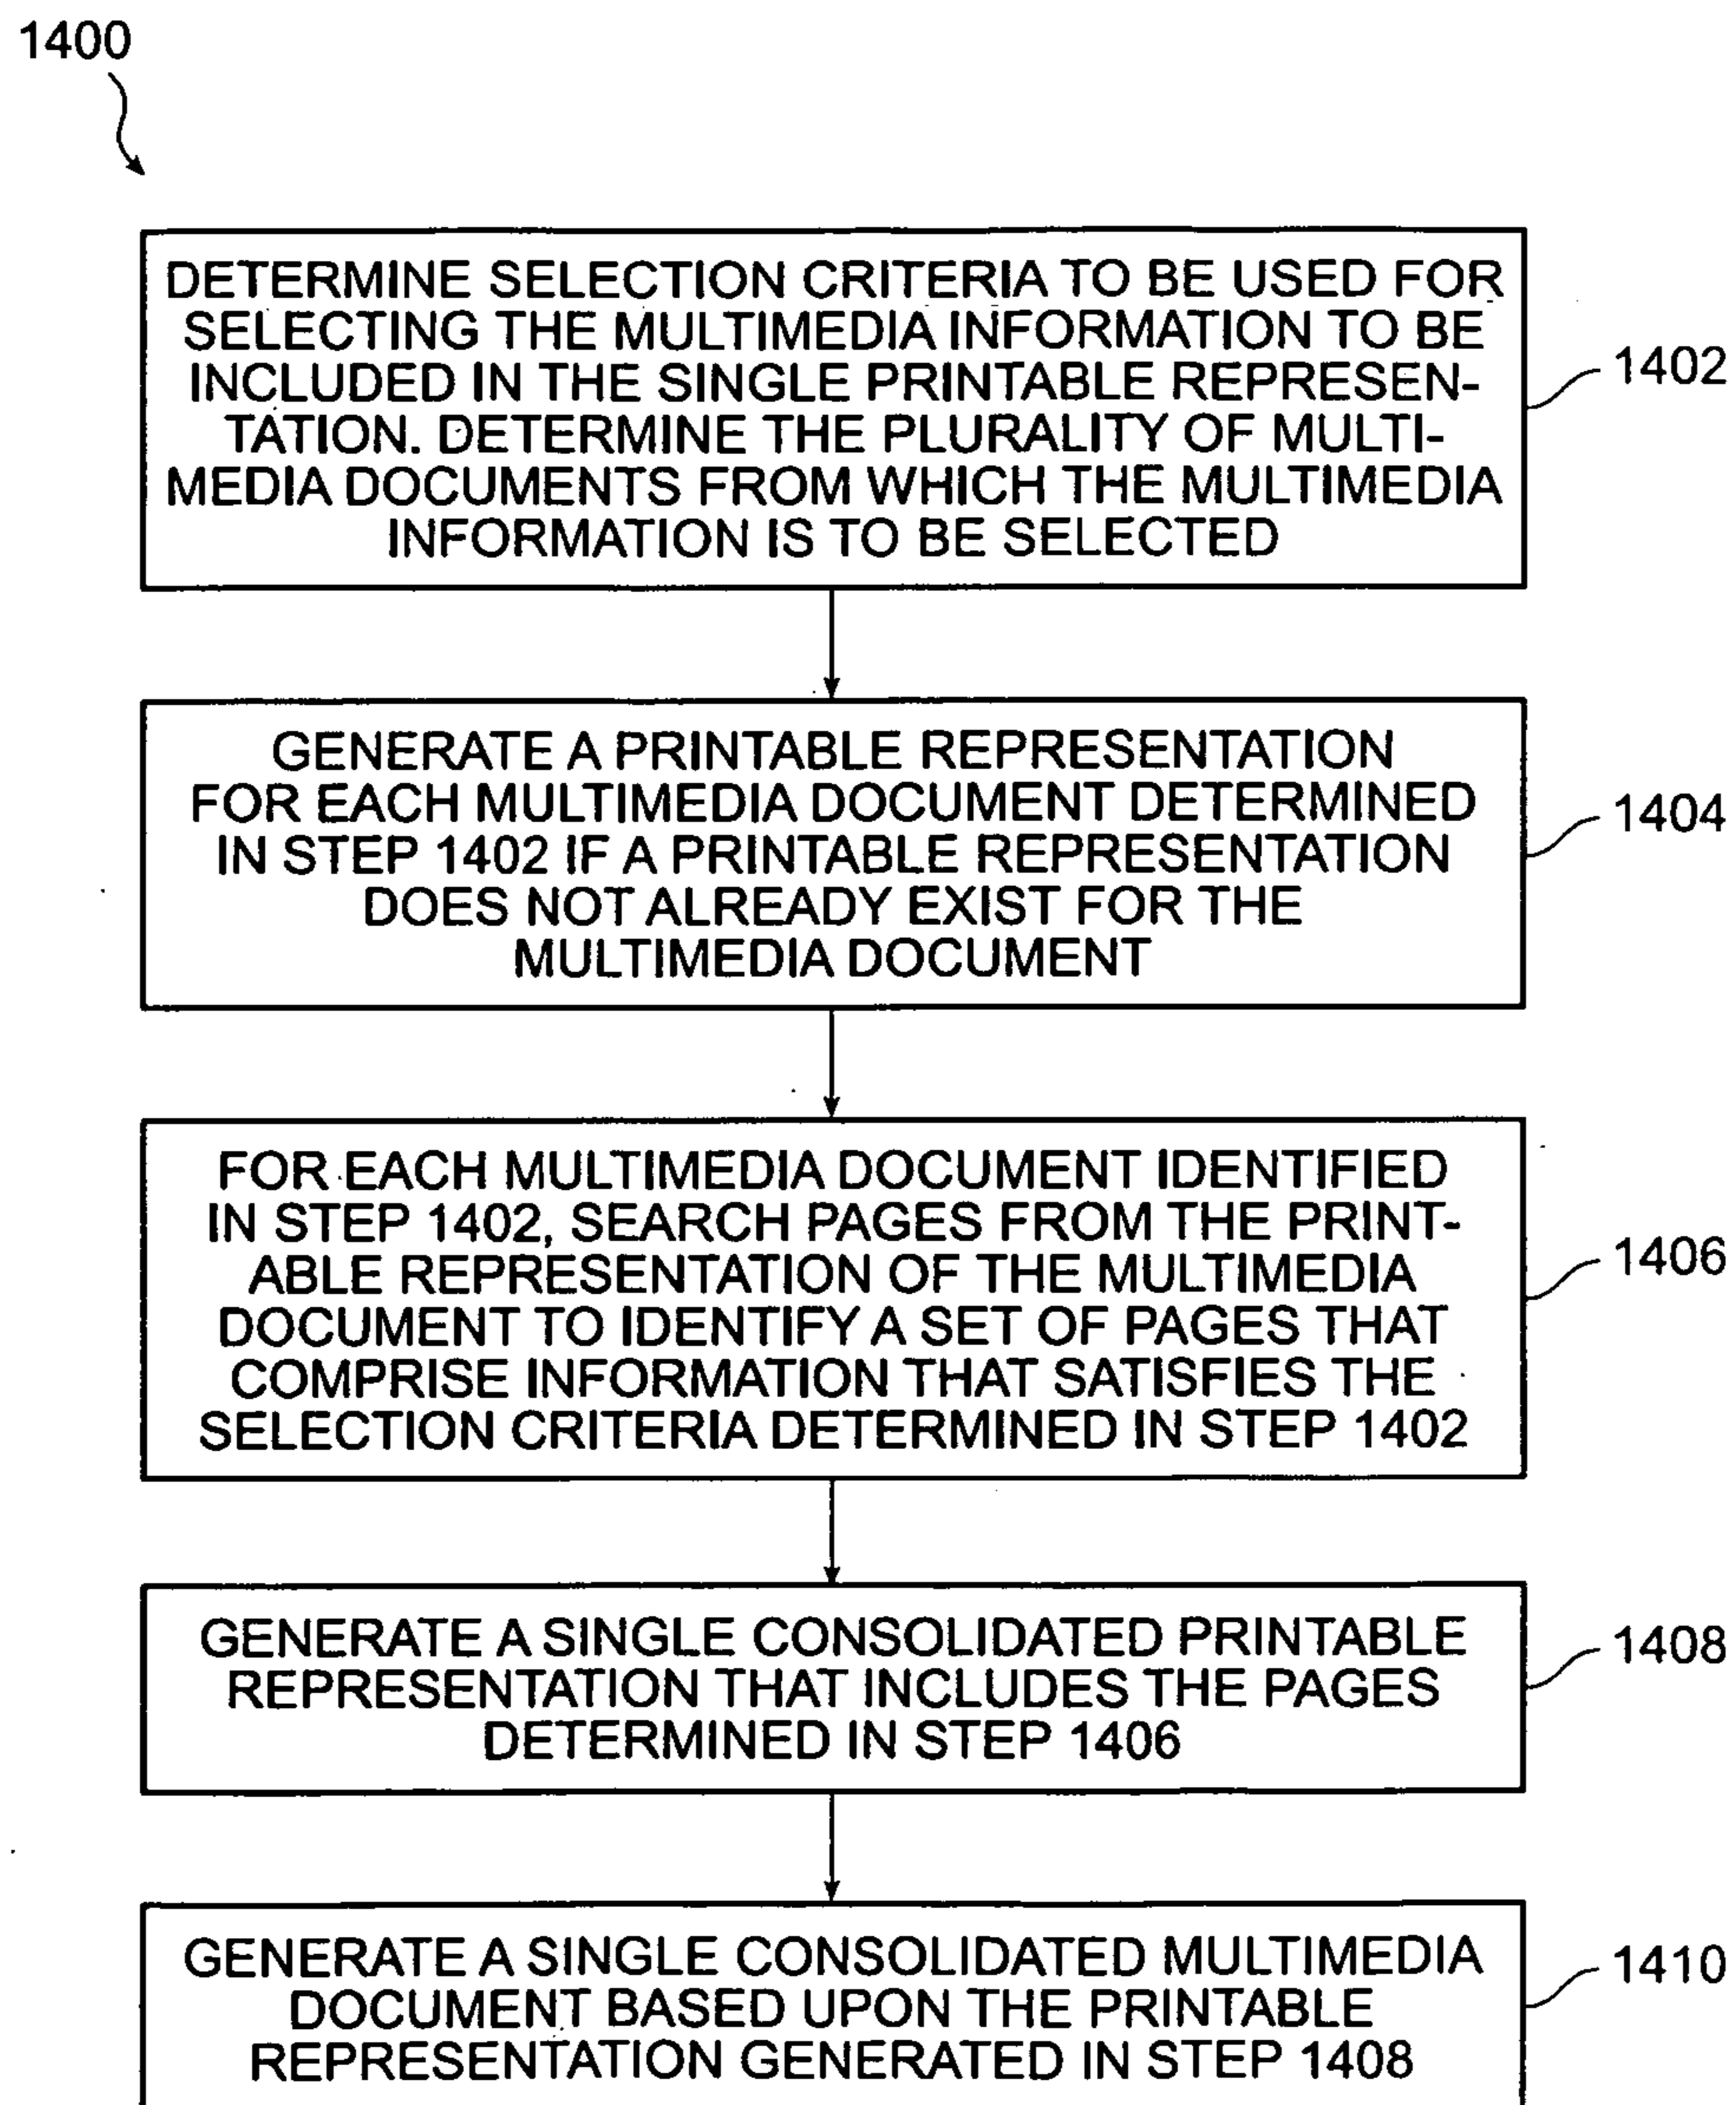 1400
DETERMINE SELECTION CRITERIA TO BE USED FOR
SELECTING THE MULTIMEDIA INFORMATION TO BE
INCLUDED IN THE SINGLE PRINTABLE REPRESEN-
TATION. DETERMINE THE PLURALITY OF MULTI-
MEDIA DOCUMENTS FROM WHICH THE MULTIMEDIA
INFORMATION IS TO BE SELECTED
1402
GENERATE A PRINTABLE REPRESENTATION
FOR EACH MULTIMEDIA DOCUMENT DETERMINED
IN STEP 1402 IF A PRINTABLE REPRESENTATION
DOES NOT ALREADY EXIST FOR THE
MULTIMEDIA DOCUMENT
1404
FOR EACH MULTIMEDIA DOCUMENT IDENTIFIED
IN STEP 1402, SEARCH PAGES FROM THE PRINT-
ABLE REPRESENTATION OF THE MULTIMEDIA
DOCUMENT TO IDENTIFY A SET OF PAGES THAT
COMPRISE INFORMATION THAT SATISFIES THE
SELECTION CRITERIA DETERMINED IN STEP 1402
1406
GENERATE A SINGLE CONSOLIDATED PRINTABLE
REPRESENTATION THAT INCLUDES THE PAGES
DETERMINED IN STEP 1406
1408
GENERATE A SINGLE CONSOLIDATED MULTIMEDIA
DOCUMENT BASED UPON THE PRINTABLE
REPRESENTATION GENERATED IN STEP 1408
1410